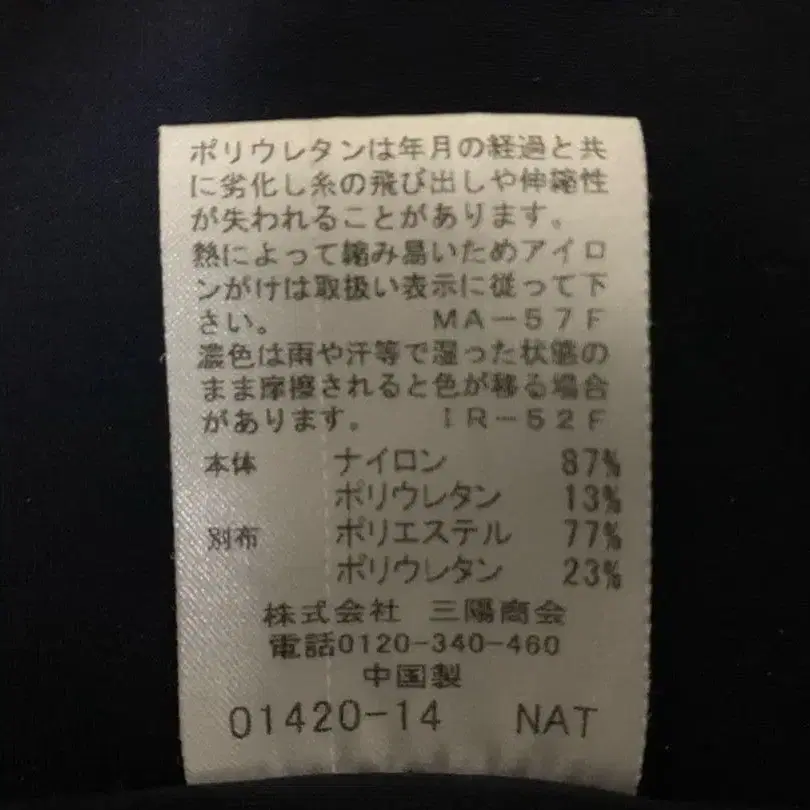 ポリウレタンは年月の経過と共
に劣化し糸の飛び出しや伸縮性
が失われることがあります。
熱によって縮み易いためアイロ
ンがけは取扱い表示に従って下
さい。 MA-57F
濃色は雨や汗等で湿った状態の
まま摩擦されると色が移る場合
があります。 IR-52F
本体 ナイロン 87%
ポリウレタン 13%
別布 ポリエステル 77%
ポリウレタン 23%
株式会社 三陽商会
電話0120-340-460
中国製
01420-14 NAT